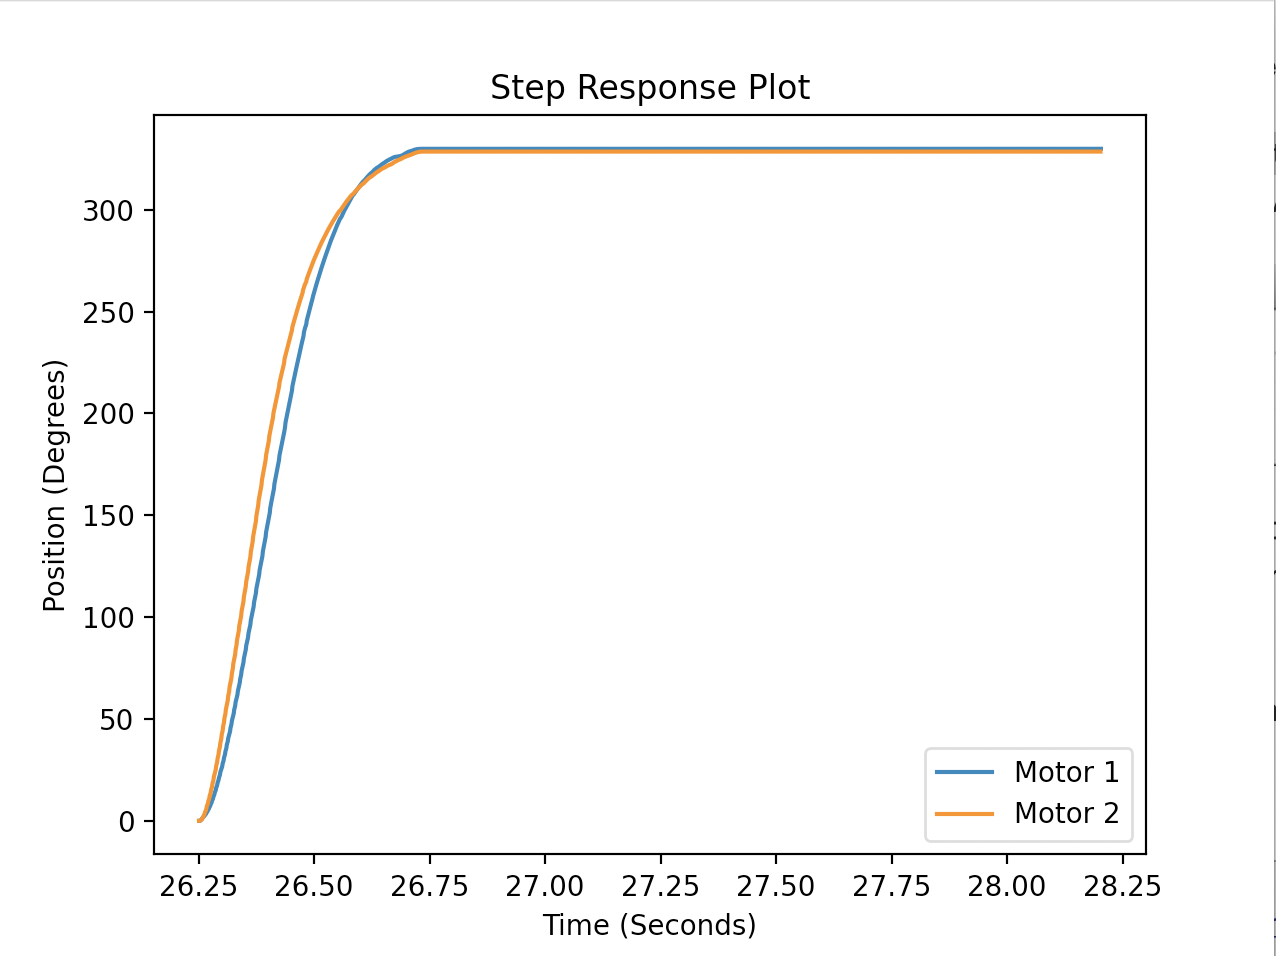 Step Response Plot
Position (Degrees)
300
250
200
150
100
50
0
Motor 1
Motor 2
26.25 26.50 26.75 27.00 27.25 27.50 27.75 28.00 28.25
Time (Seconds)